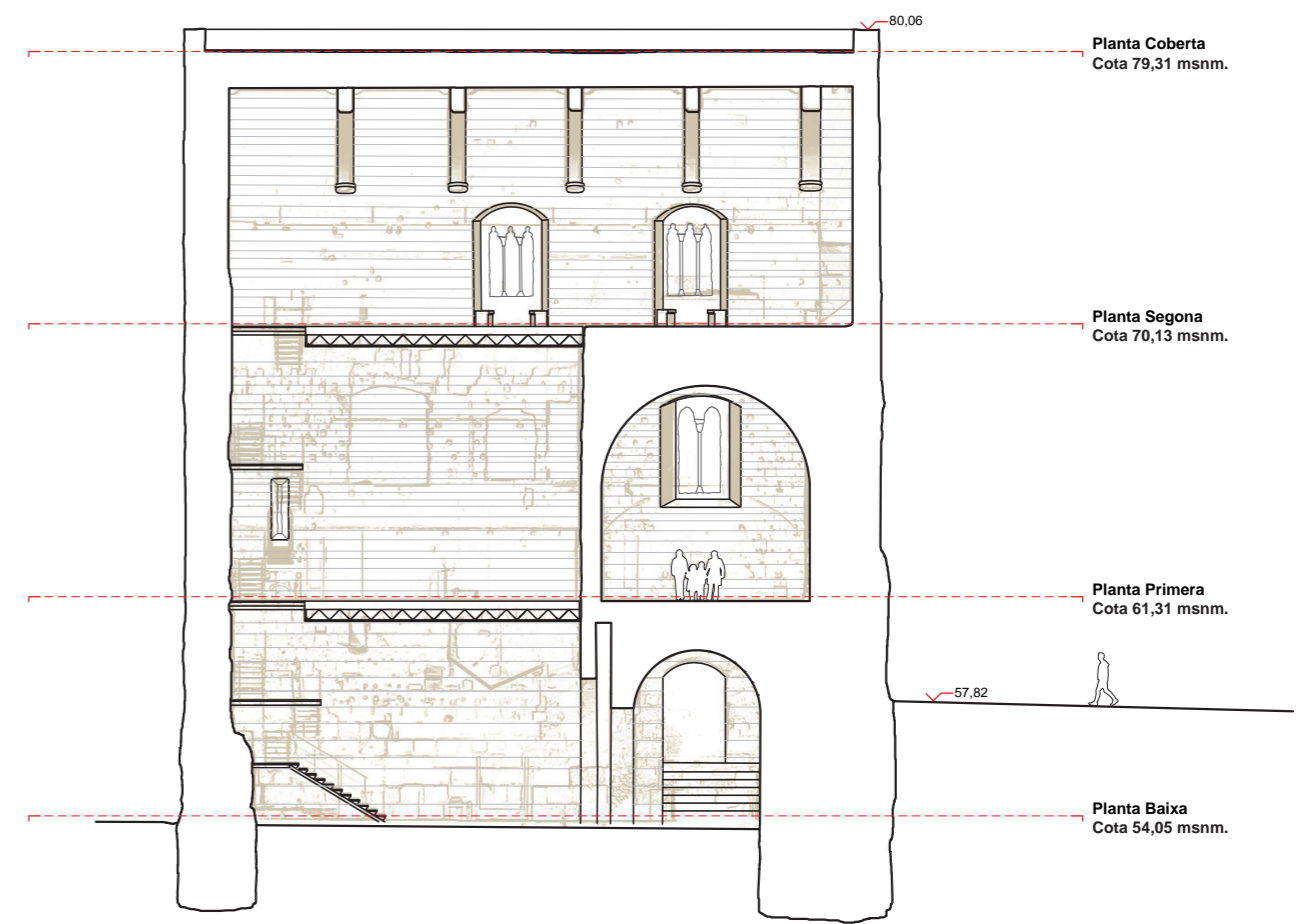 80,06
Planta Coberta
Cota 79,31 msnm.
Planta Segona
Cota 70,13 msnm.
Planta Primera
Cota 61,31 msnm.
57,82
Planta Baixa
Cota 54,05 msnm.